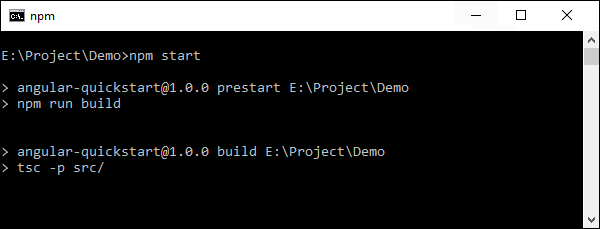 npm
E:\Project\Demo>npm start
> angular-quickstart@1.0.0 prestart E:\Project\Demo
> npm run build
> angular-quickstart@1.0.0 build E:\Project\Demo
> tsc -p src/